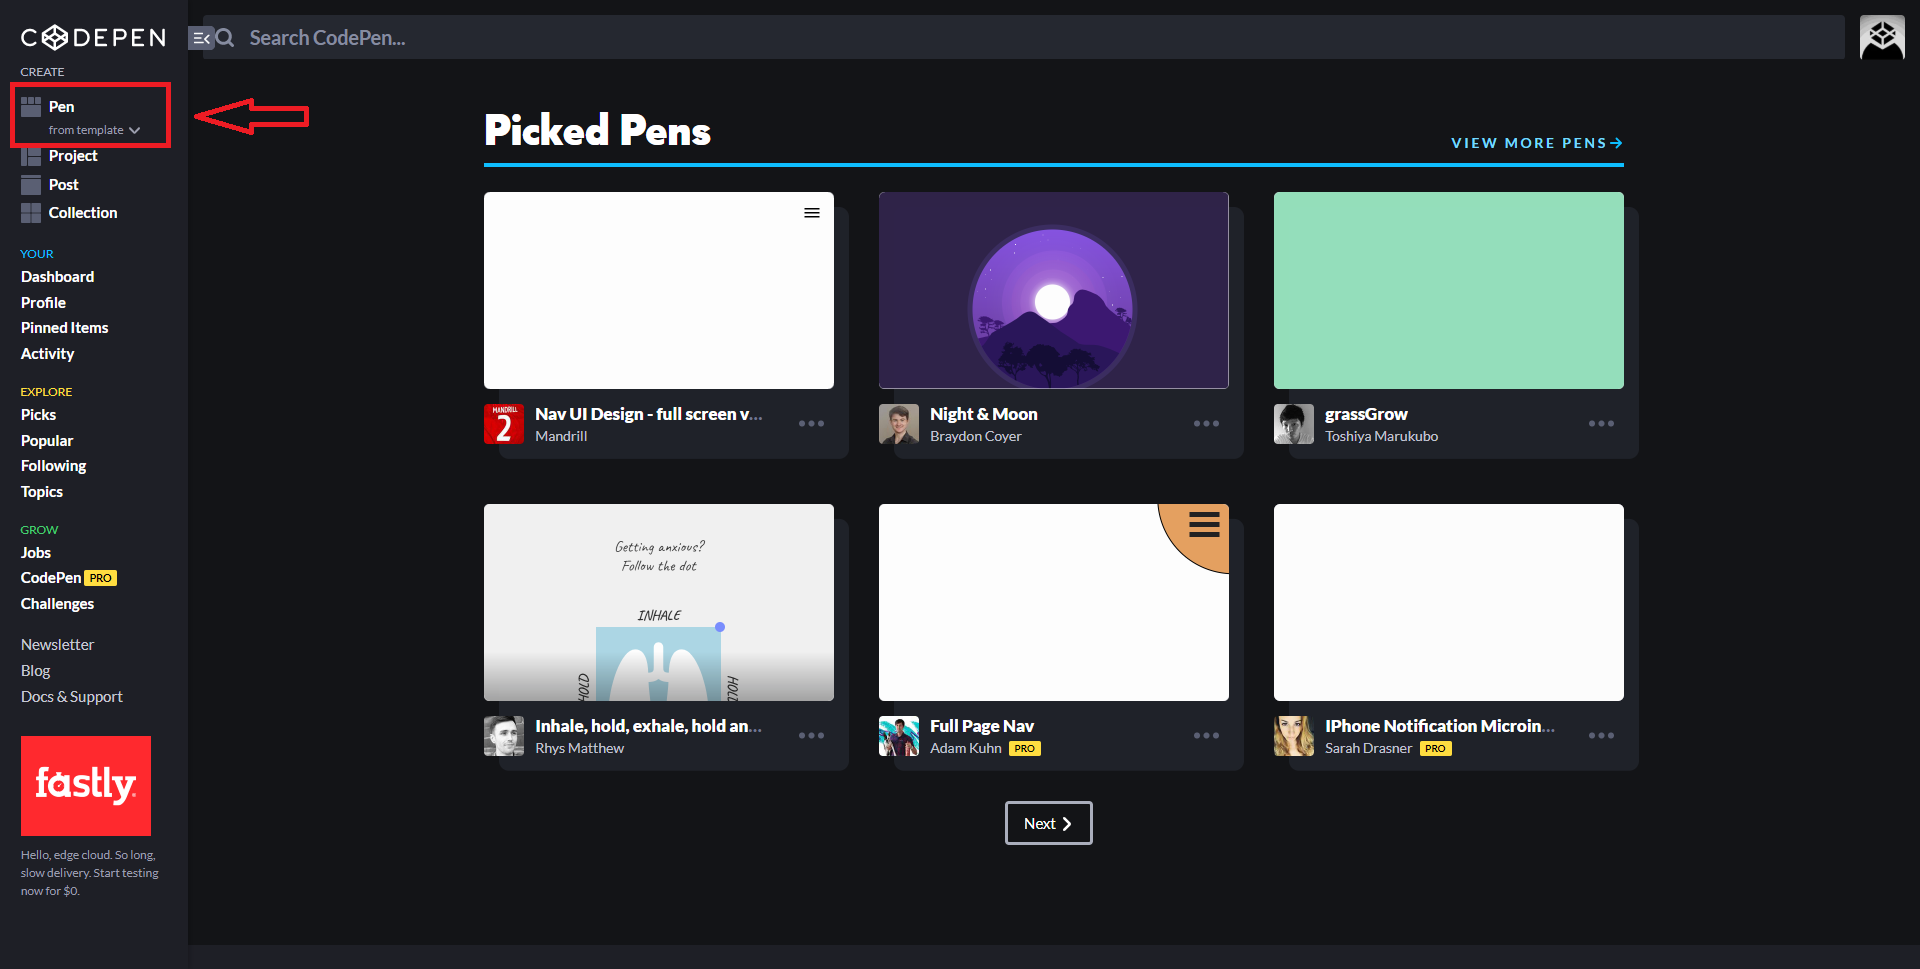 CODEPEN
CREATE
Pen
from template
Project
Post
Collection
YOUR
Dashboard
Profile
Pinned Items
Activity
EXPLORE
Picks
Popular
Following
Topics
GROW
Jobs
CodePen PRO
Challenges
Newsletter
Blog
Docs & Support
fastly.
Hello, edge cloud. So long,
slow delivery. Start testing
now for $0.
Search CodePen...
Picked Pens
VIEW MORE PENS
MANDRILL
2
Nav UI Design - full screen v...
Mandrill
Night & Moon
Braydon Coyer
grassGrow
Toshiya Marukubo
Getting anxious?
Follow the dot
INHALE
HOLD
HOLD
Inhale, hold, exhale, hold an...
Rhys Matthew
Full Page Nav
Adam Kuhn PRO
IPhone Notification Microin...
Sarah Drasner PRO
Next